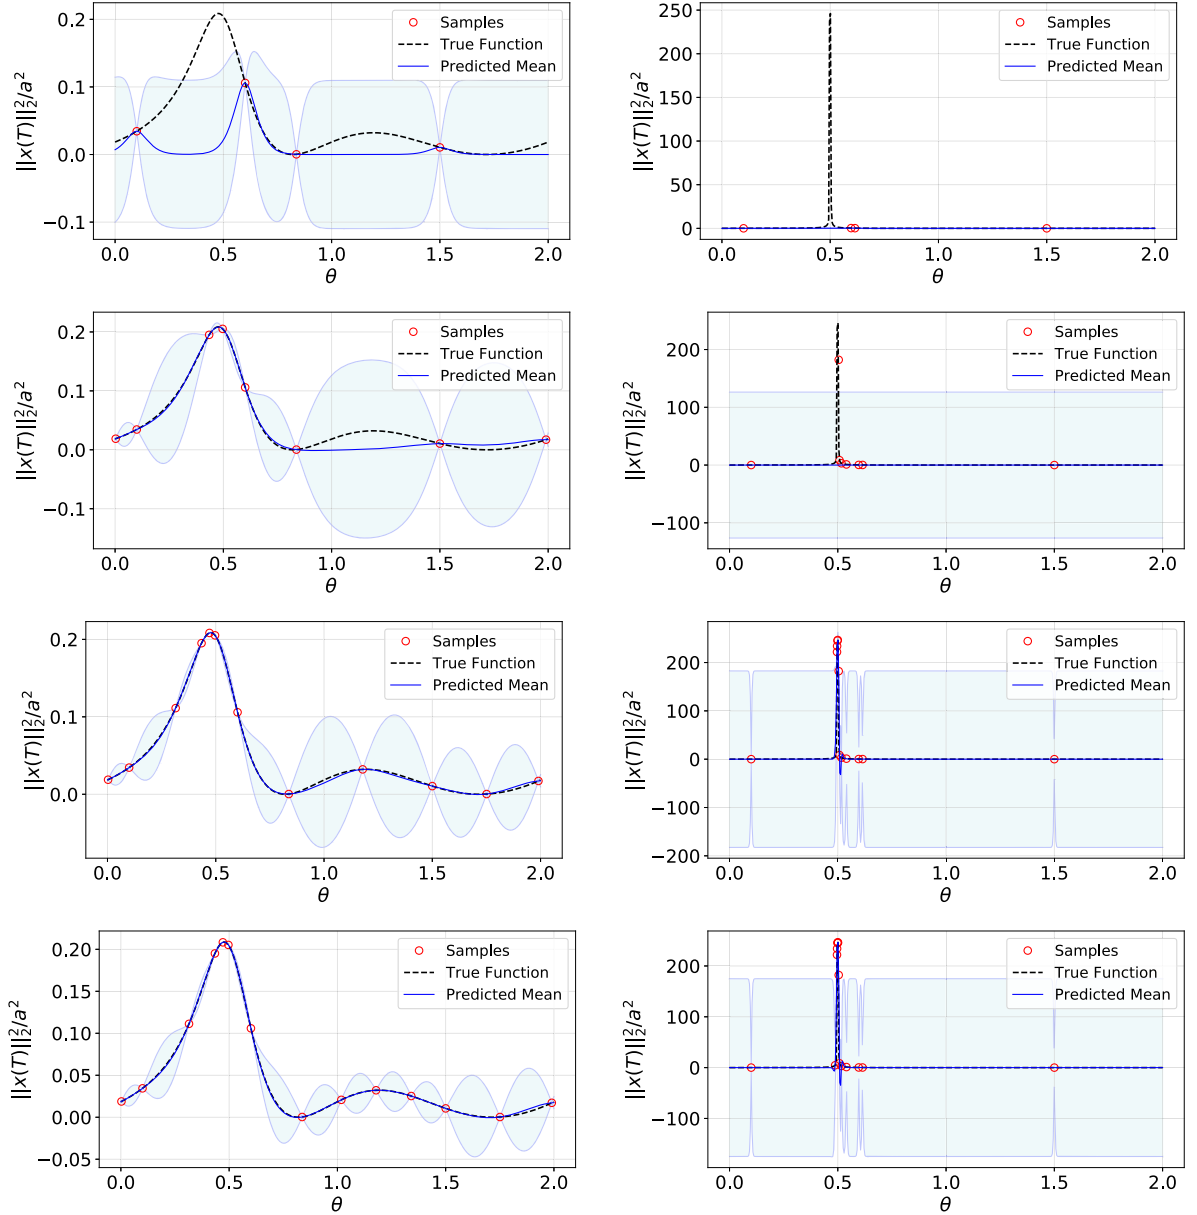 0.2
0.1
0.0
−0.1
||x(T)||₂²/a²
0.0 0.5 1.0 1.5 2.0
θ
Samples
True Function
Predicted Mean
250
200
150
100
50
0
||x(T)||₂²/a²
0.0 0.5 1.0 1.5 2.0
θ
Samples
True Function
Predicted Mean
0.2
0.1
0.0
−0.1
||x(T)||₂²/a²
0.0 0.5 1.0 1.5 2.0
θ
Samples
True Function
Predicted Mean
200
100
0
−100
||x(T)||₂²/a²
0.0 0.5 1.0 1.5 2.0
θ
Samples
True Function
Predicted Mean
0.2
0.1
0.0
||x(T)||₂²/a²
0.0 0.5 1.0 1.5 2.0
θ
Samples
True Function
Predicted Mean
200
100
0
−100
−200
||x(T)||₂²/a²
0.0 0.5 1.0 1.5 2.0
θ
Samples
True Function
Predicted Mean
0.20
0.15
0.10
0.05
0.00
−0.05
||x(T)||₂²/a²
0.0 0.5 1.0 1.5 2.0
θ
Samples
True Function
Predicted Mean
200
100
0
−100
||x(T)||₂²/a²
0.0 0.5 1.0 1.5 2.0
θ
Samples
True Function
Predicted Mean